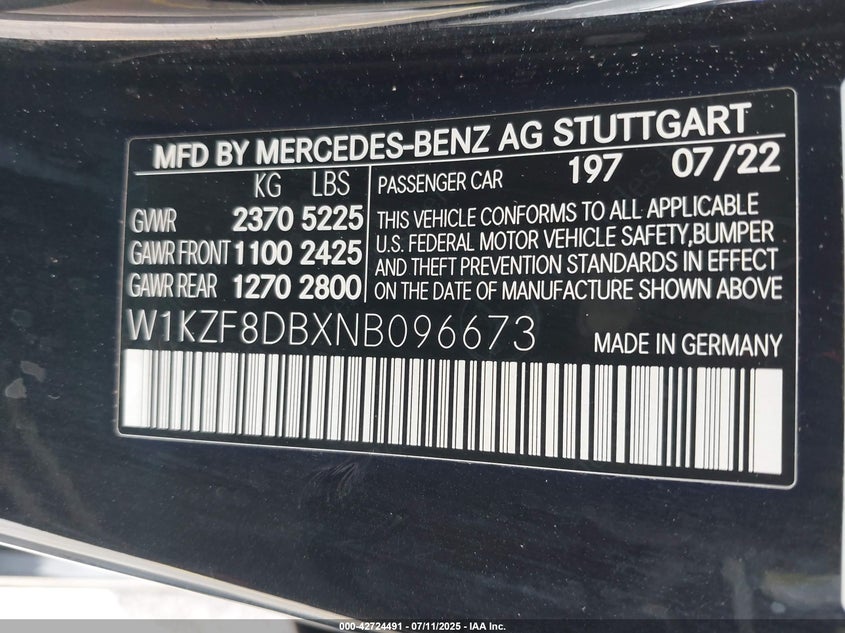 MFD BY MERCEDES-BENZ AG STUTTGART
KG LBS
GVWR 2370 5225
GAWR FRONT 1100 2425
GAWR REAR 1270 2800
PASSENGER CAR 197 07/22
THIS VEHICLE CONFORMS TO ALL APPLICABLE
U.S. FEDERAL MOTOR VEHICLE SAFETY,BUMPER
AND THEFT PREVENTION STANDARDS IN EFFECT
ON THE DATE OF MANUFACTURE SHOWN ABOVE
W1KZF8DBXNB096673
MADE IN GERMANY
000-42724491 - 07/11/2025 - IAA Inc.